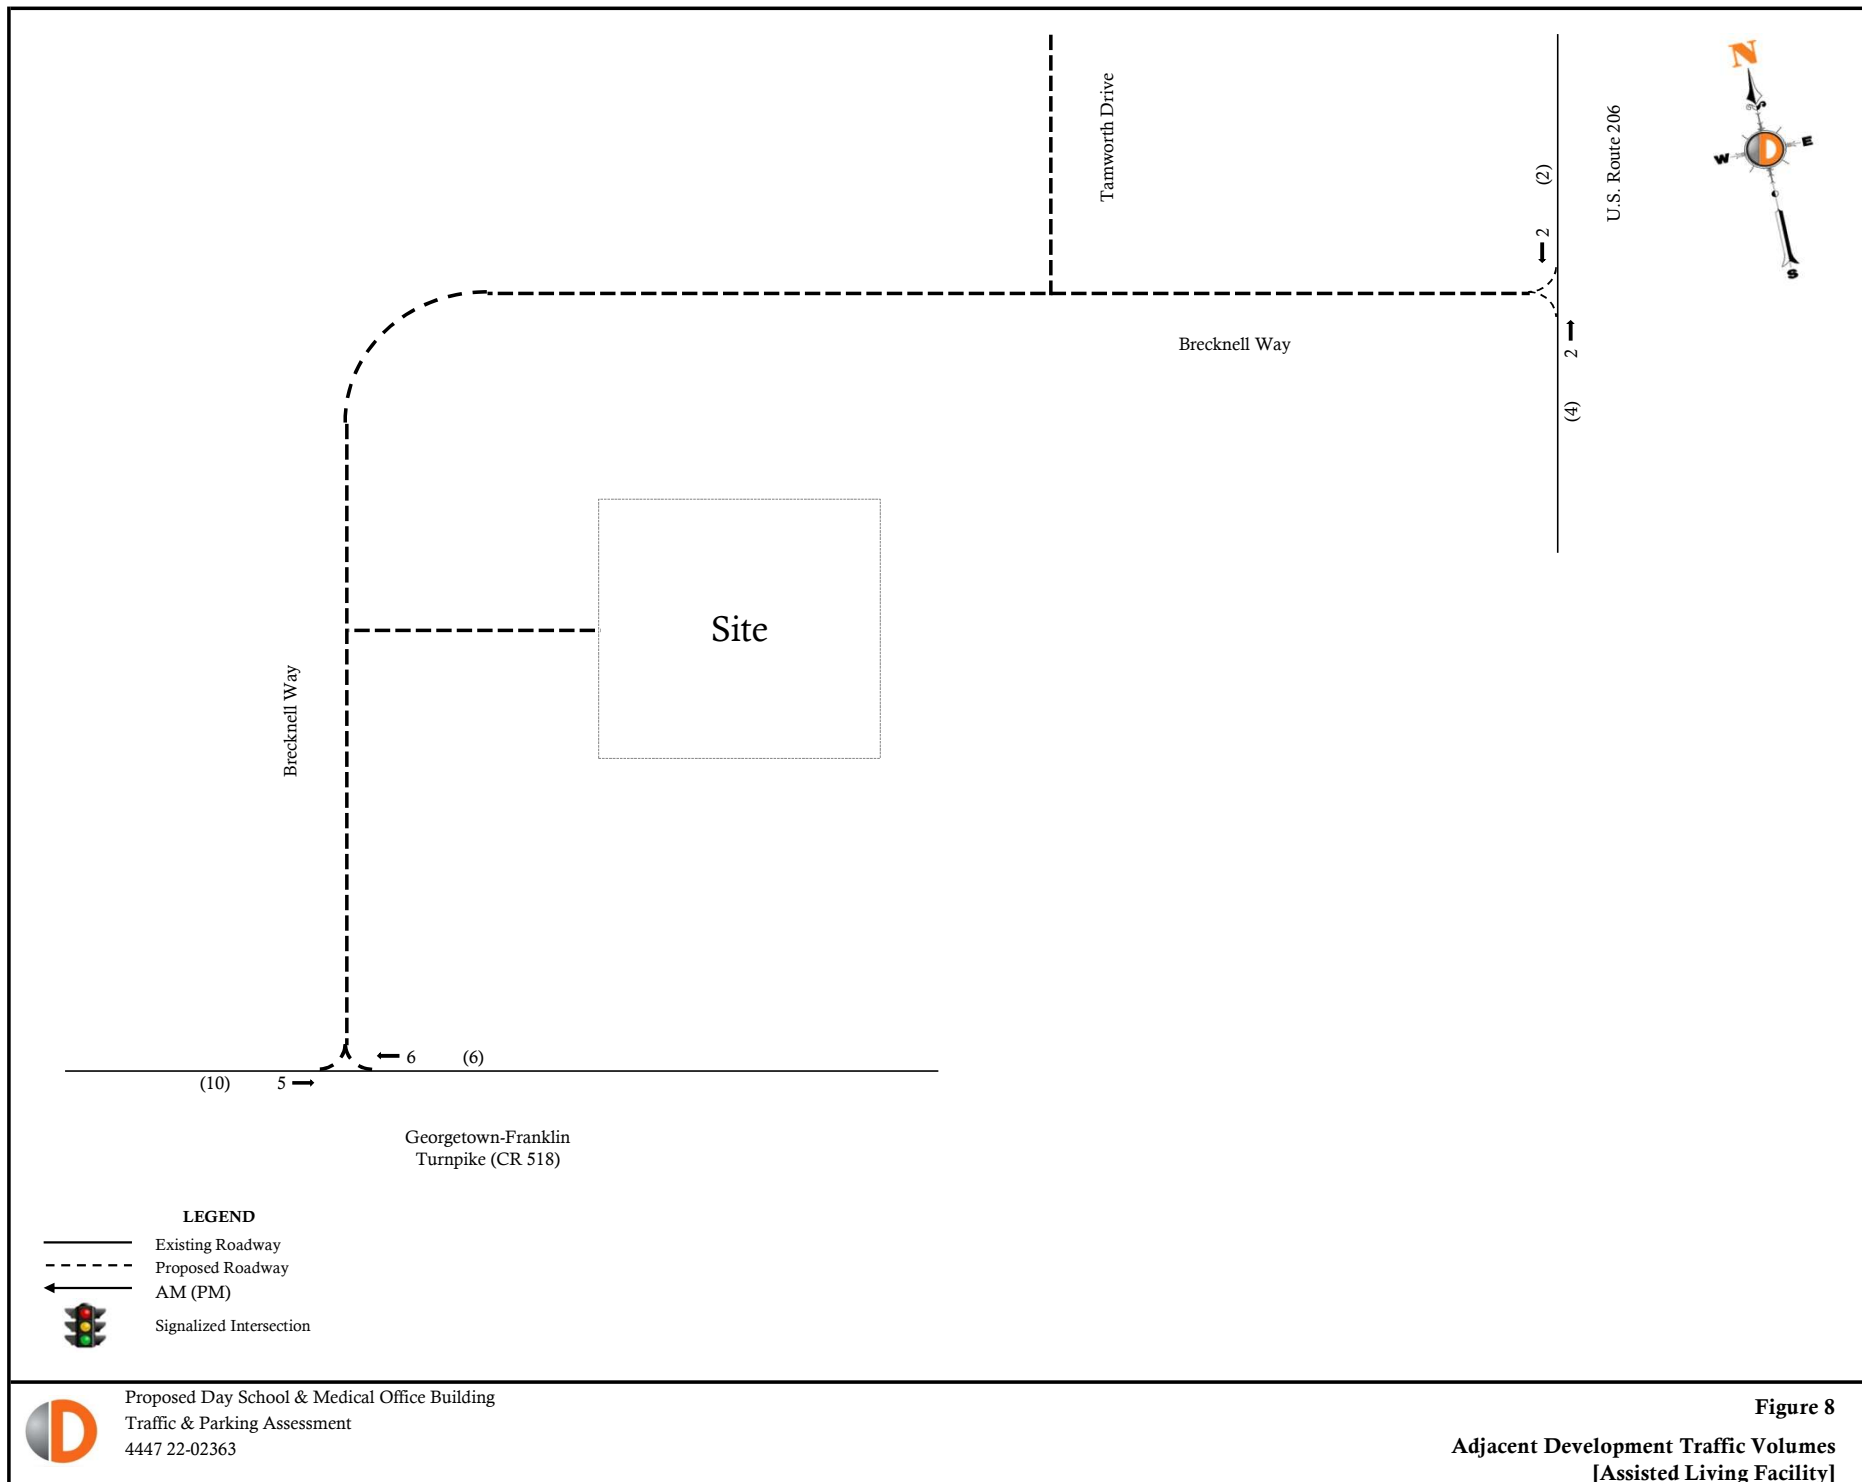 N
W
E
S
D
Tamworth Drive
U.S. Route 206
(2)
2
2
(4)
Brecknell Way
Site
Brecknell Way
6 (6)
(10) 5
Georgetown-Franklin
Turnpike (CR 518)
LEGEND
Existing Roadway
Proposed Roadway
AM (PM)
Signalized Intersection
D
Proposed Day School & Medical Office Building
Traffic & Parking Assessment
4447 22-02363
Figure 8
Adjacent Development Traffic Volumes
[Assisted Living Facility]